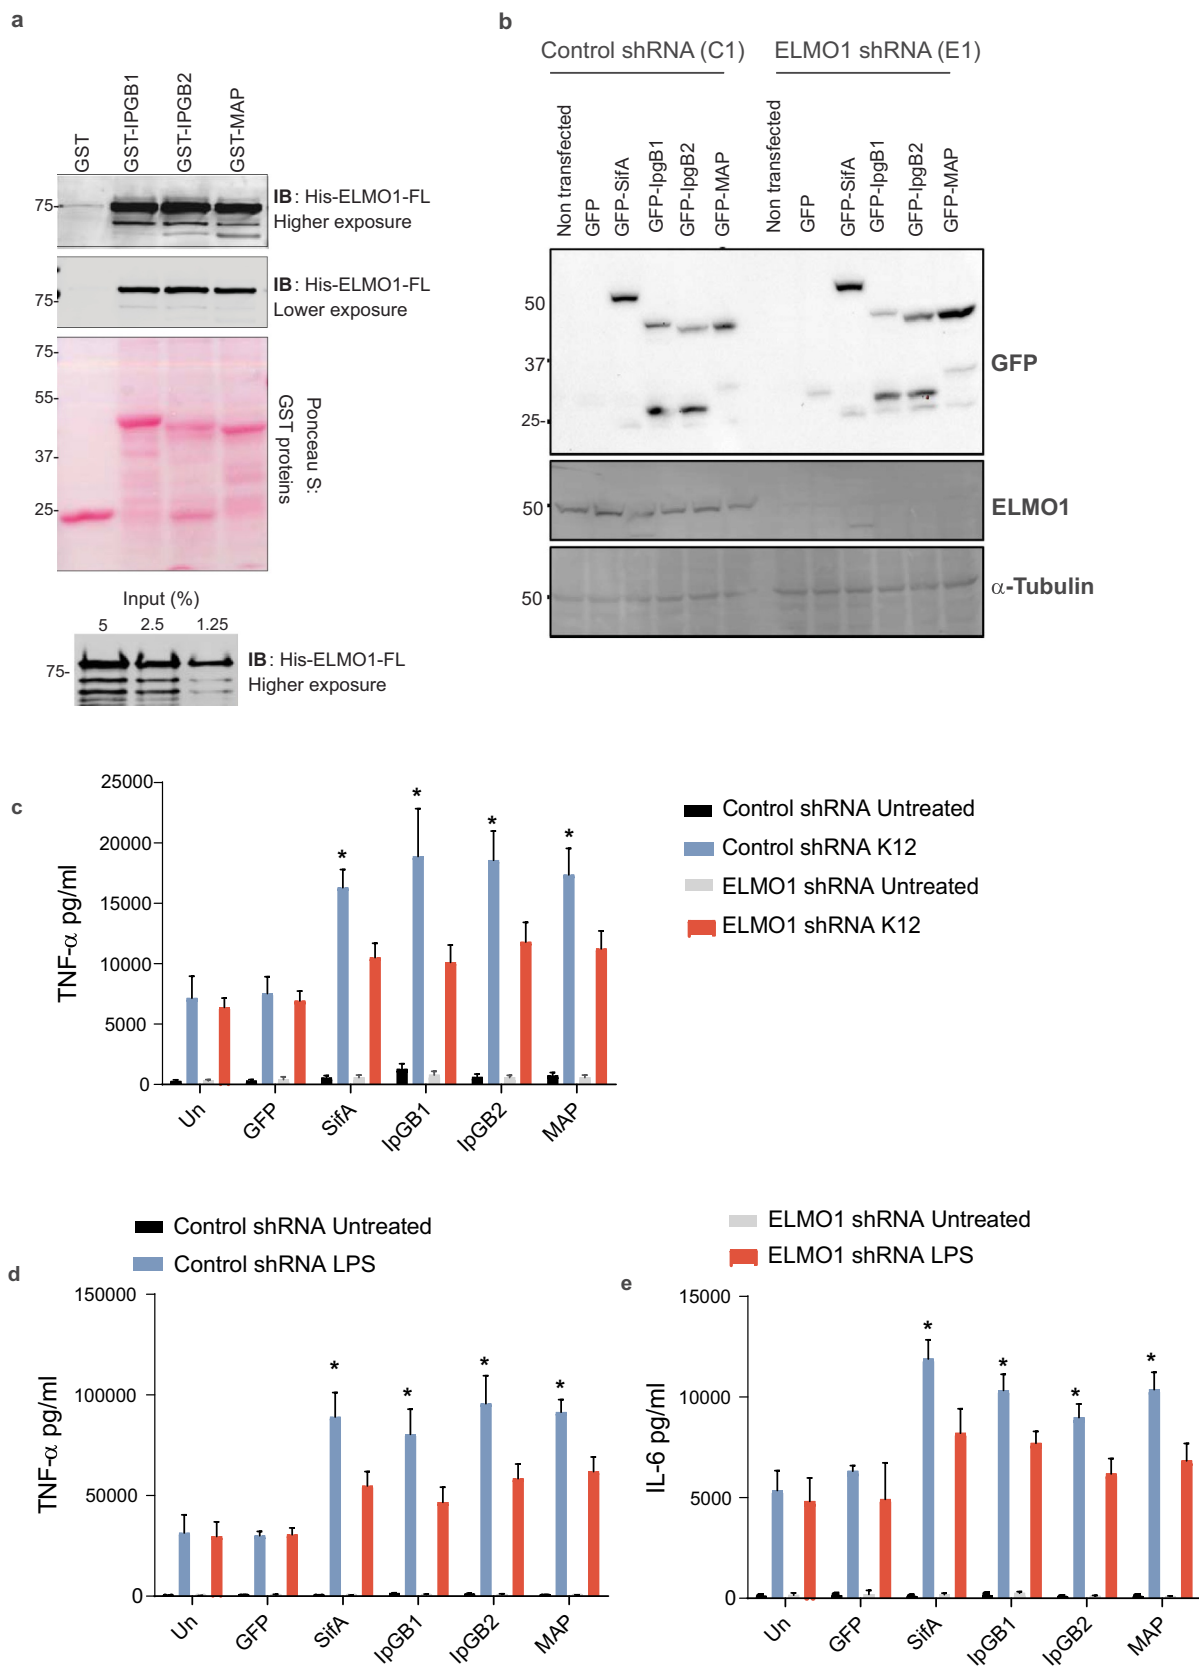 a
GST
GST-IPGB1
GST-IPGB2
GST-MAP
75-
IB: His-ELMO1-FL
Higher exposure
75-
IB: His-ELMO1-FL
Lower exposure
75-
55-
37-
25-
Ponceau S:
GST proteins
Input (%)
5 2.5 1.25
75-
IB: His-ELMO1-FL
Higher exposure
b
Control shRNA (C1) ELMO1 shRNA (E1)
Non transfected
GFP
GFP-SifA
GFP-IpgB1
GFP-IpgB2
GFP-MAP
Non transfected
GFP
GFP-SifA
GFP-IpgB1
GFP-IpgB2
GFP-MAP
50
37
25-
GFP
50
ELMO1
50
α-Tubulin
c
TNF-α pg/ml
25000
20000
15000
10000
5000
0
* * * *
Un GFP SifA IpGB1 IpGB2 MAP
Control shRNA Untreated
Control shRNA K12
ELMO1 shRNA Untreated
ELMO1 shRNA K12
Control shRNA Untreated
Control shRNA LPS
ELMO1 shRNA Untreated
ELMO1 shRNA LPS
d
TNF-α pg/ml
150000
100000
50000
0
* * * *
Un GFP SifA IpGB1 IpGB2 MAP
e
IL-6 pg/ml
15000
10000
5000
0
* * * *
Un GFP SifA IpGB1 IpGB2 MAP